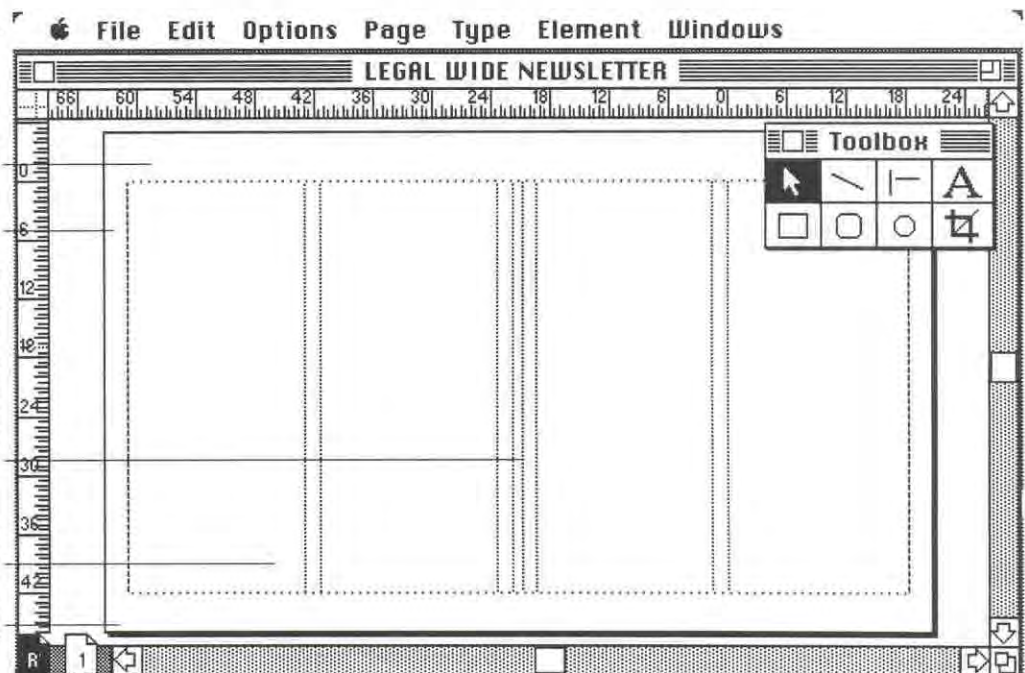 File Edit Options Page Type Element Windows
LEGAL WIDE NEWSLETTER
66 60 54 48 42 36 30 24 18 12 6 0 6 12 18 24
Toolbox
A
0
6
12
18
24
30
36
42
R 1